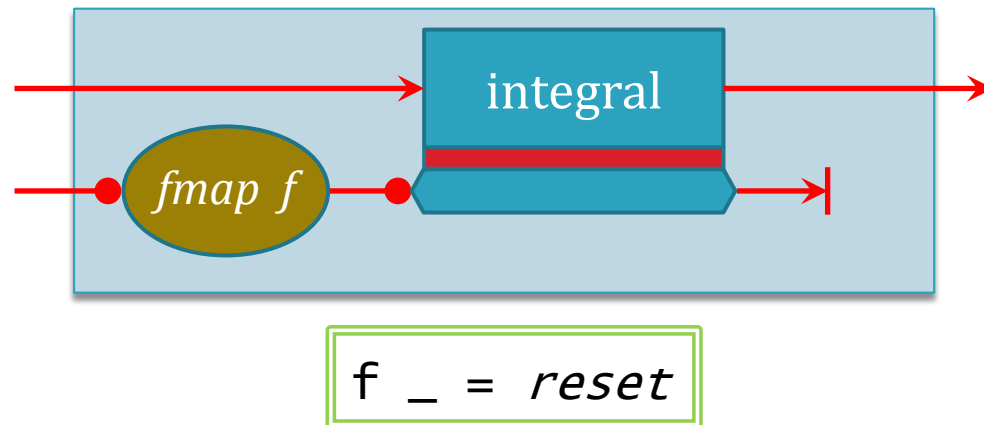 integral
fmap f
f _ = reset